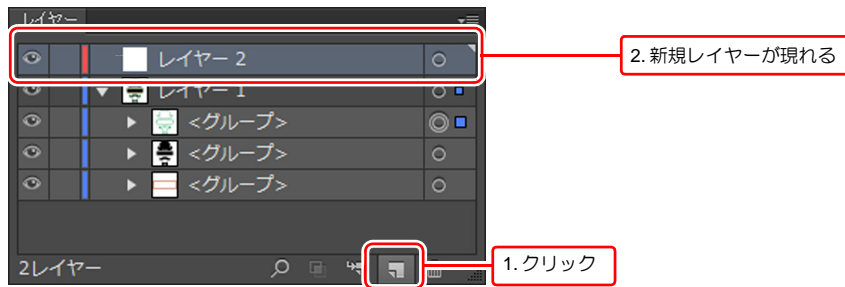 レイヤー
レイヤー 2
2. 新規レイヤーが現れる
レイヤー 1
<グループ>
<グループ>
<グループ>
2レイヤー
1. クリック